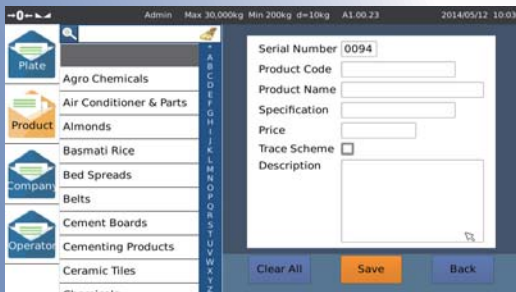 →0← Admin Max 30,000kg Min 200kg d=10kg A1.00.23 2014/05/12 10:03
Plate
Product
Company
Operator
Agro Chemicals
Air Conditioner & Parts
Almonds
Basmati Rice
Bed Spreads
Belts
Cement Boards
Cementing Products
Ceramic Tiles
Chemicals
*
A
B
C
D
E
F
G
H
I
J
K
L
M
N
O
P
Q
R
S
T
U
V
W
X
Y
Z
Serial Number 0094
Product Code
Product Name
Specification
Price
Trace Scheme
Description
Clear All
Save
Back